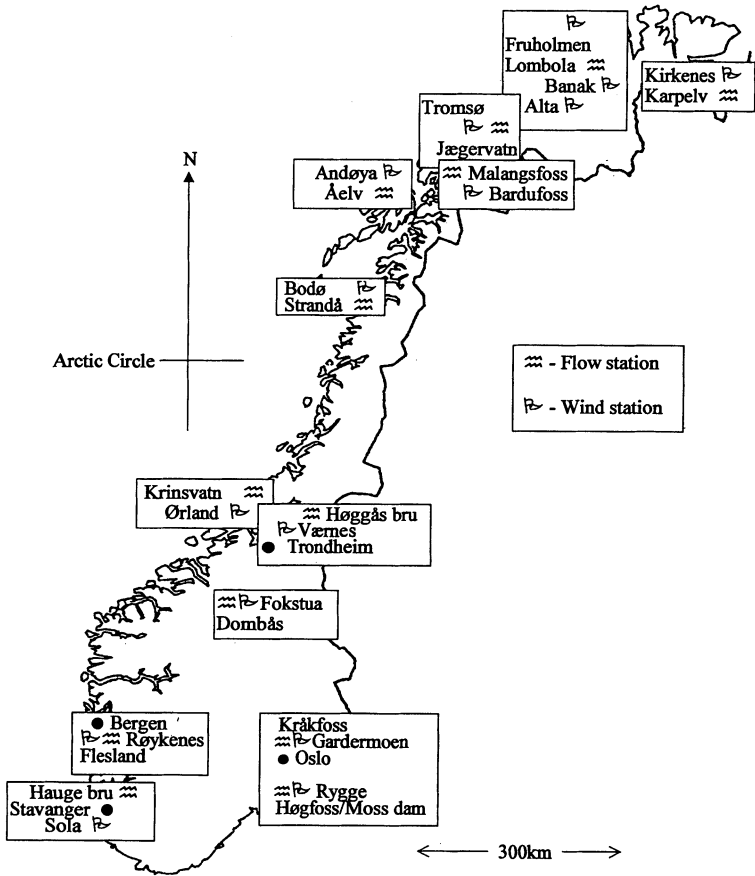 Fruholmen
Lombola
Banak
Alta
Kirkenes
Karpelv
Tromsø
Jægervatn
N
Andøya
Åelv
Malangsfoss
Bardufoss
Bodø
Strandå
Arctic Circle
- Flow station
- Wind station
Krinsvatn
Ørland
Høggås bru
Værnes
Trondheim
Fokstua
Dombås
Bergen
Røykenes
Flesland
Kråkfoss
Gardermoen
Oslo
Rygge
Høgfoss/Moss dam
Hauge bru
Stavanger
Sola
300km